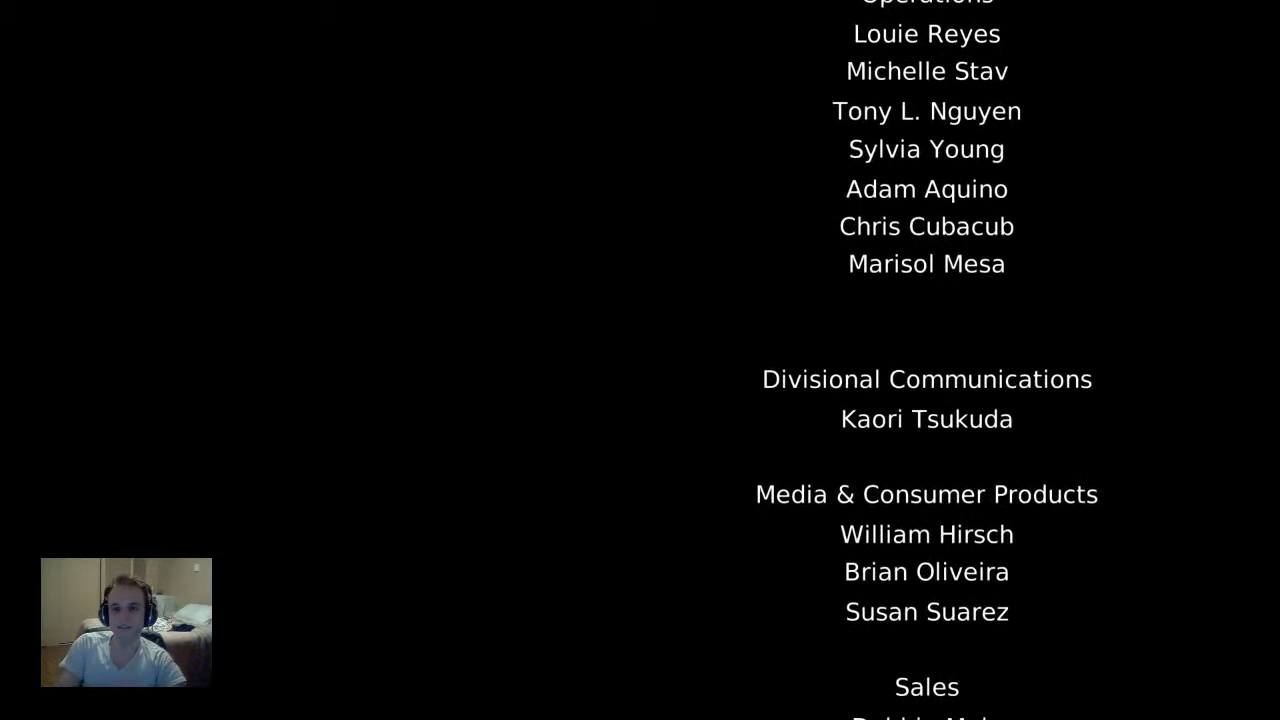 Operations
Louie Reyes
Michelle Stav
Tony L. Nguyen
Sylvia Young
Adam Aquino
Chris Cubacub
Marisol Mesa
Divisional Communications
Kaori Tsukuda
Media & Consumer Products
William Hirsch
Brian Oliveira
Susan Suarez
Sales